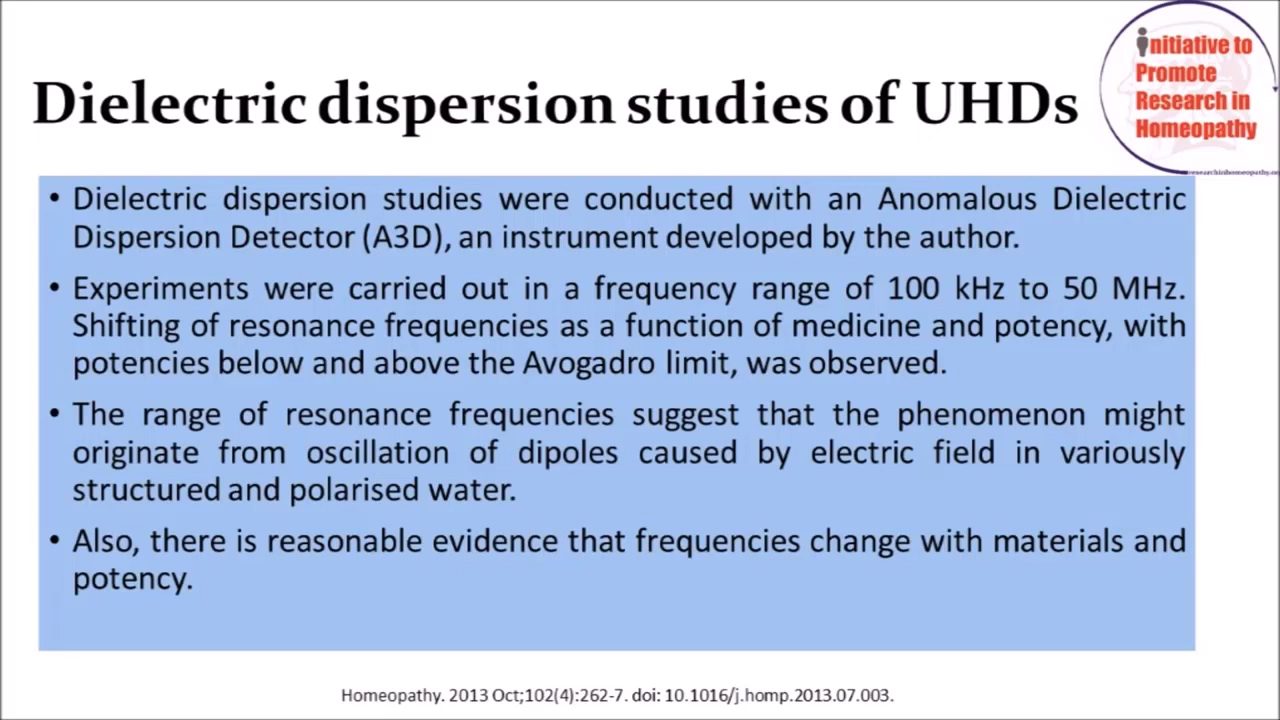 Initiative to
Promote
Research in
Homeopathy
Dielectric dispersion studies of UHDs
• Dielectric dispersion studies were conducted with an Anomalous Dielectric
Dispersion Detector (A3D), an instrument developed by the author.
• Experiments were carried out in a frequency range of 100 kHz to 50 MHz.
Shifting of resonance frequencies as a function of medicine and potency, with
potencies below and above the Avogadro limit, was observed.
• The range of resonance frequencies suggest that the phenomenon might
originate from oscillation of dipoles caused by electric field in variously
structured and polarised water.
• Also, there is reasonable evidence that frequencies change with materials and
potency.
Homeopathy. 2013 Oct;102(4):262-7. doi: 10.1016/j.homp.2013.07.003.